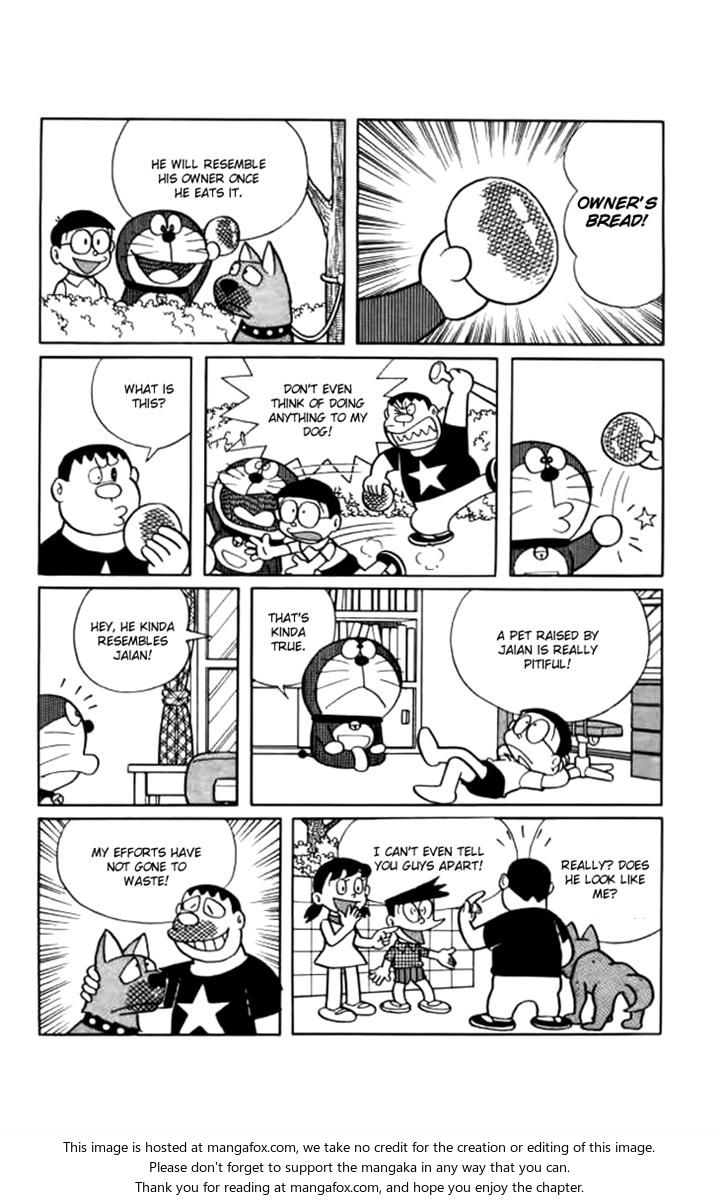 OWNER'S
BREAD!
HE WILL RESEMBLE
HIS OWNER ONCE
HE EATS IT.
DON'T EVEN
THINK OF DOING
ANYTHING TO MY
DOG!
WHAT IS
THIS?
A PET RAISED BY
JAIAN IS REALLY
PITIFUL!
THAT'S
KINDA
TRUE.
HEY, HE KINDA
RESEMBLES
JAIAN!
REALLY? DOES
HE LOOK LIKE
ME?
I CAN'T EVEN TELL
YOU GUYS APART!
MY EFFORTS HAVE
NOT GONE TO
WASTE!
This image is hosted at mangafox.com, we take no credit for the creation or editing of this image.
Please don't forget to support the mangaka in any way that you can.
Thank you for reading at mangafox.com, and hope you enjoy the chapter.